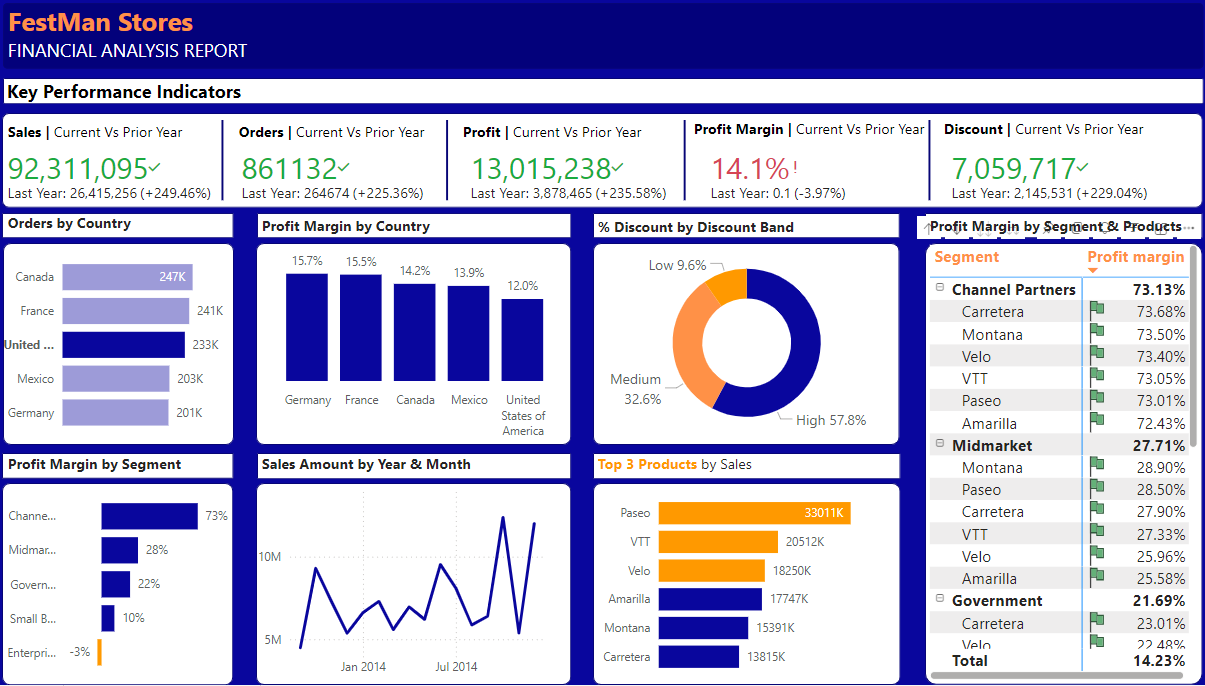 FestMan Stores
FINANCIAL ANALYSIS REPORT
Key Performance Indicators
Sales | Current Vs Prior Year
92,311,095
Last Year: 26,415,256 (+249.46%)
Orders | Current Vs Prior Year
861132
Last Year: 264674 (+225.36%)
Profit | Current Vs Prior Year
13,015,238
Last Year: 3,878,465 (+235.58%)
Profit Margin | Current Vs Prior Year
14.1%!
Last Year: 0.1 (-3.97%)
Discount | Current Vs Prior Year
7,059,717
Last Year: 2,145,531 (+229.04%)
Orders by Country
Canada 247K
France 241K
United ... 233K
Mexico 203K
Germany 201K
Profit Margin by Country
15.7% 15.5% 14.2% 13.9% 12.0%
Germany France Canada Mexico United
States of
America
% Discount by Discount Band
Low 9.6%
Medium
32.6%
High 57.8%
Profit Margin by Segment & Products
Segment Profit margin
Channel Partners 73.13%
Carretera 73.68%
Montana 73.50%
Velo 73.40%
VTT 73.05%
Paseo 73.01%
Amarilla 72.43%
Midmarket 27.71%
Montana 28.90%
Paseo 28.50%
Carretera 27.90%
VTT 27.33%
Velo 25.96%
Amarilla 25.58%
Government 21.69%
Carretera 23.01%
Velo 22.48%
Total 14.23%
Profit Margin by Segment
Channe... 73%
Midmar... 28%
Govern... 22%
Small B... 10%
Enterpri... -3%
Sales Amount by Year & Month
10M
5M
Jan 2014 Jul 2014
Top 3 Products by Sales
Paseo 33011K
VTT 20512K
Velo 18250K
Amarilla 17747K
Montana 15391K
Carretera 13815K